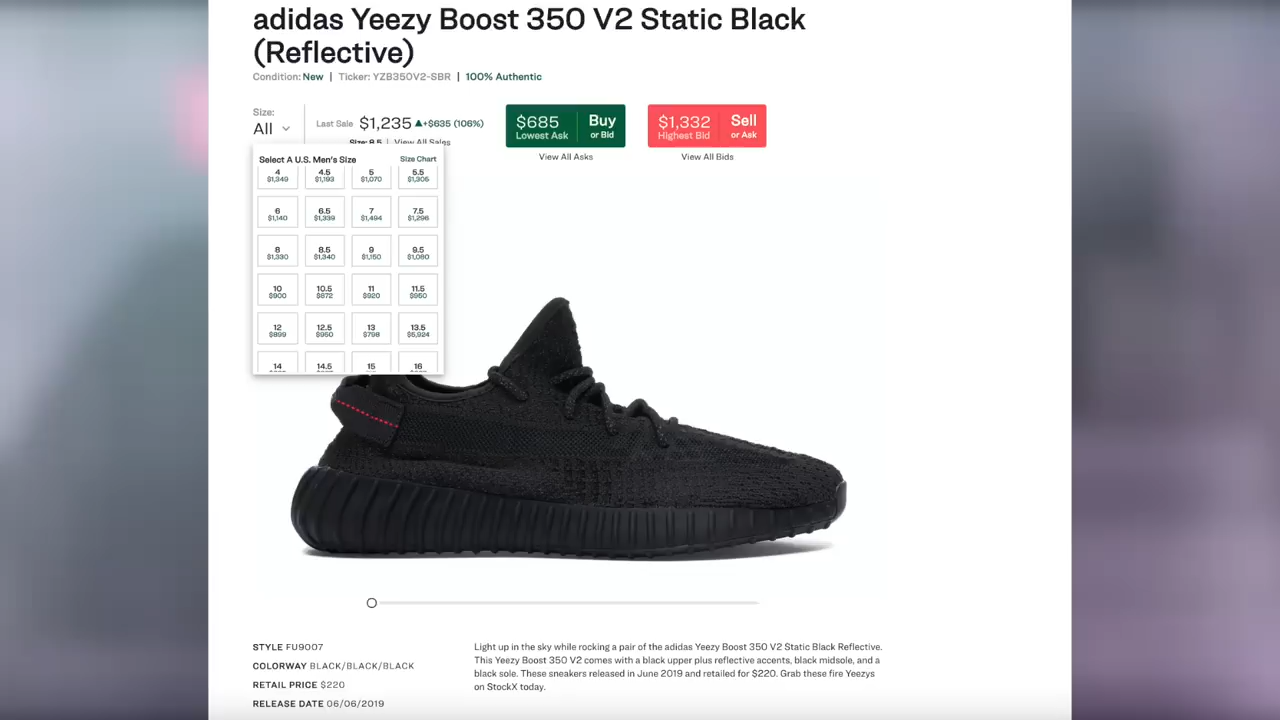 adidas Yeezy Boost 350 V2 Static Black
(Reflective)
Condition: New | Ticker: YZB350V2-SBR | 100% Authentic
Size:
All
Last Sale $1,235 ▲+$635 (106%)
Size: 8.5 | View All Sales
$685 Buy
Lowest Ask or Bid
View All Asks
$1,332 Sell
Highest Bid or Ask
View All Bids
Select A U.S. Men's Size Size Chart
4 4.5 5 5.5
$1,349 $1,193 $1,070 $1,305
6 6.5 7 7.5
$1,140 $1,339 $1,494 $1,296
8 8.5 9 9.5
$1,330 $1,340 $1,150 $1,080
10 10.5 11 11.5
$900 $872 $920 $950
12 12.5 13 13.5
$899 $950 $798 $5,924
14 14.5 15 16
STYLE FU9007
COLORWAY BLACK/BLACK/BLACK
RETAIL PRICE $220
RELEASE DATE 06/06/2019
Light up in the sky while rocking a pair of the adidas Yeezy Boost 350 V2 Static Black Reflective.
This Yeezy Boost 350 V2 comes with a black upper plus reflective accents, black midsole, and a
black sole. These sneakers released in June 2019 and retailed for $220. Grab these fire Yeezys
on StockX today.